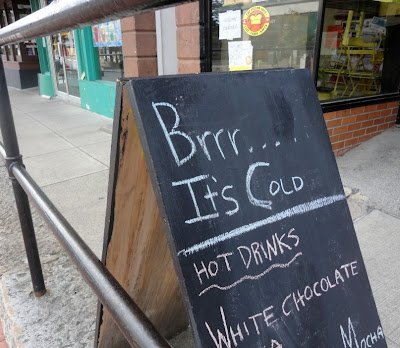 Brrr.....
It's Cold
HOT DRINKS
WHITE CHOCOLATE
MOCHA